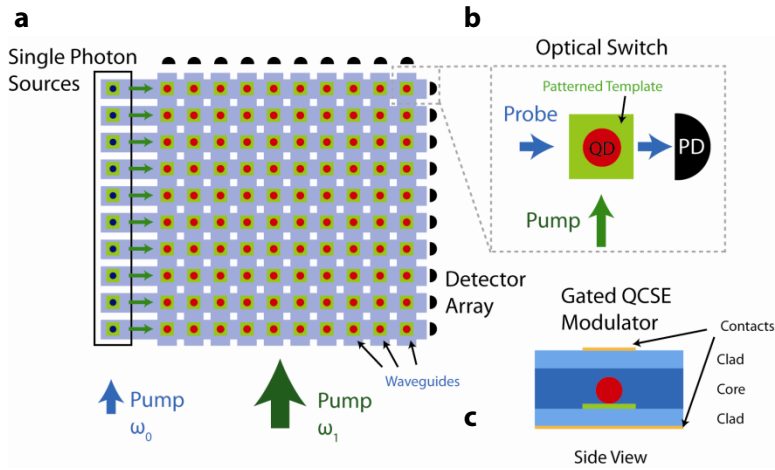 a
Single Photon
Sources
Detector
Array
Waveguides
Pump
ω0
Pump
ω1
b
Optical Switch
Patterned Template
Probe
QD
PD
Pump
Gated QCSE
Modulator
Contacts
Clad
Core
Clad
c
Side View